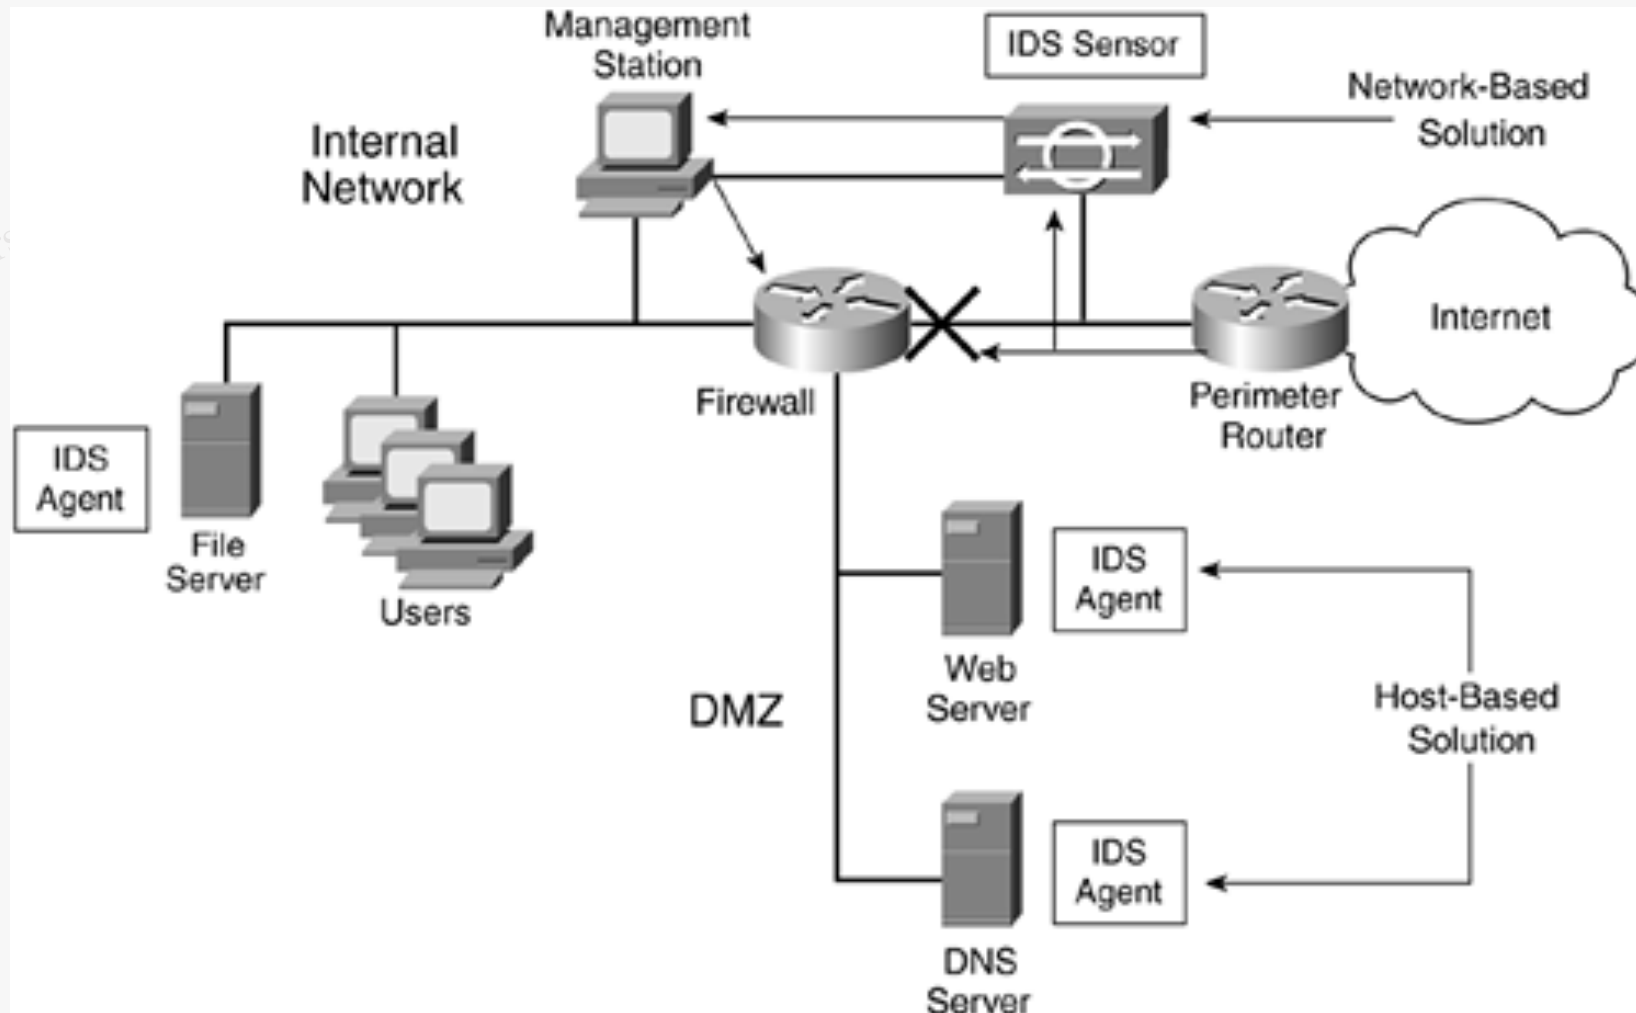 Management
Station
IDS Sensor
Network-Based
Solution
Internal
Network
Internet
Firewall
Perimeter
Router
IDS
Agent
File
Server
Users
IDS
Agent
Web
Server
DMZ
Host-Based
Solution
IDS
Agent
DNS
Server